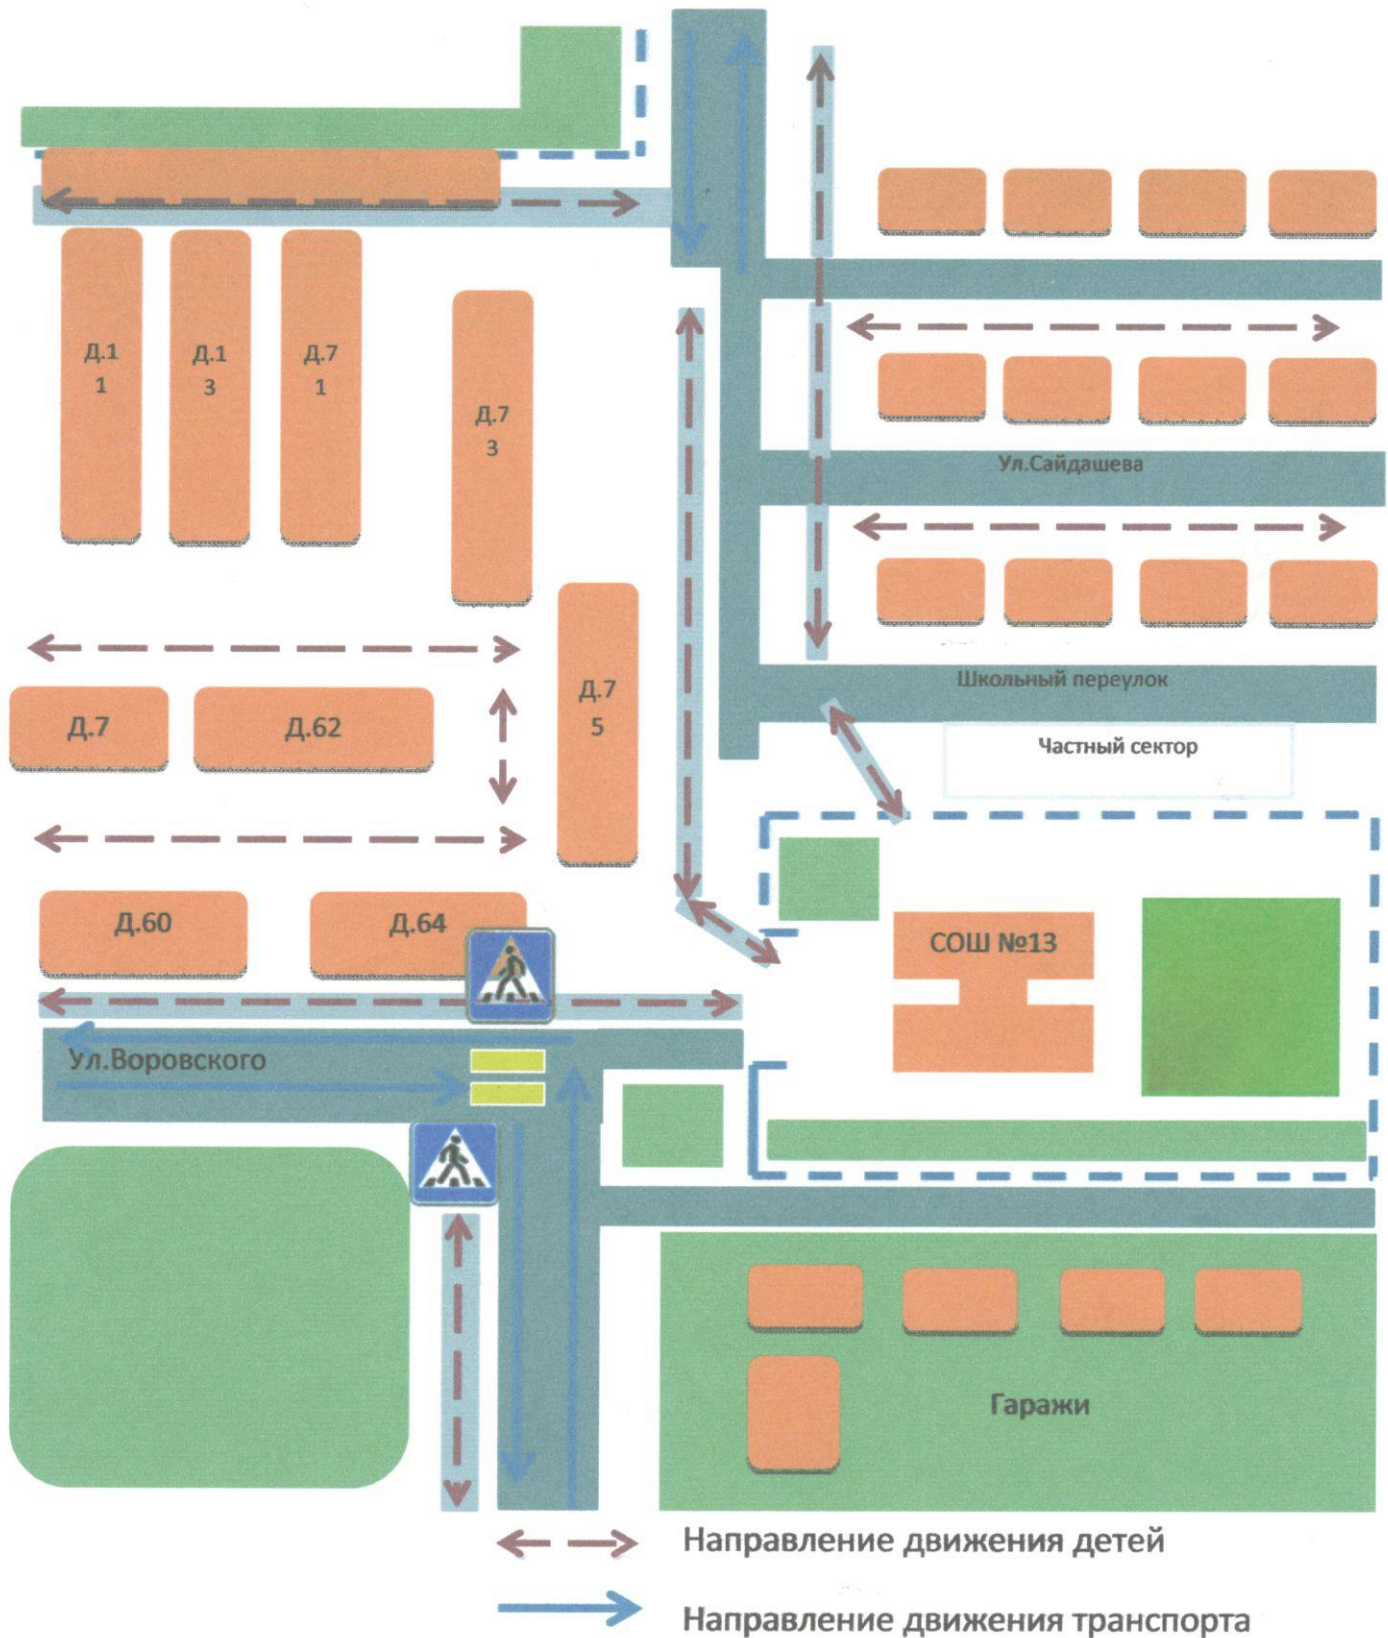 Д.1
1
Д.1
3
Д.7
1
Д.7
3
Ул.Сайдашева
Д.7
5
Школьный переулок
Д.7
Д.62
Частный сектор
Д.60
Д.64
СОШ №13
Ул.Воровского
Гаражи
Направление движения детей
Направление движения транспорта